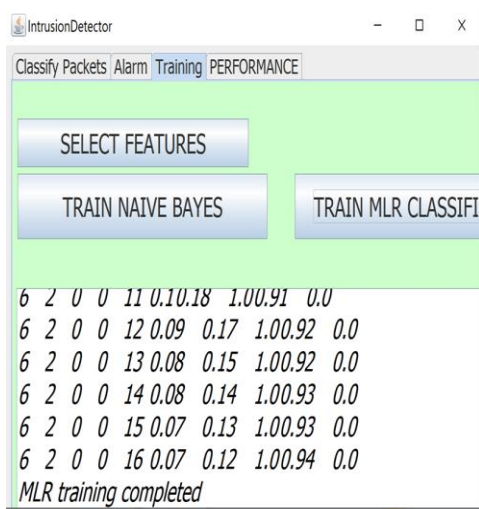 IntrusionDetector
Classify Packets Alarm Training PERFORMANCE
SELECT FEATURES
TRAIN NAIVE BAYES TRAIN MLR CLASSIFI
6 2 0 0 11 0.10.18 1.00.91 0.0
6 2 0 0 12 0.09 0.17 1.00.92 0.0
6 2 0 0 13 0.08 0.15 1.00.92 0.0
6 2 0 0 14 0.08 0.14 1.00.93 0.0
6 2 0 0 15 0.07 0.13 1.00.93 0.0
6 2 0 0 16 0.07 0.12 1.00.94 0.0
MLR training completed